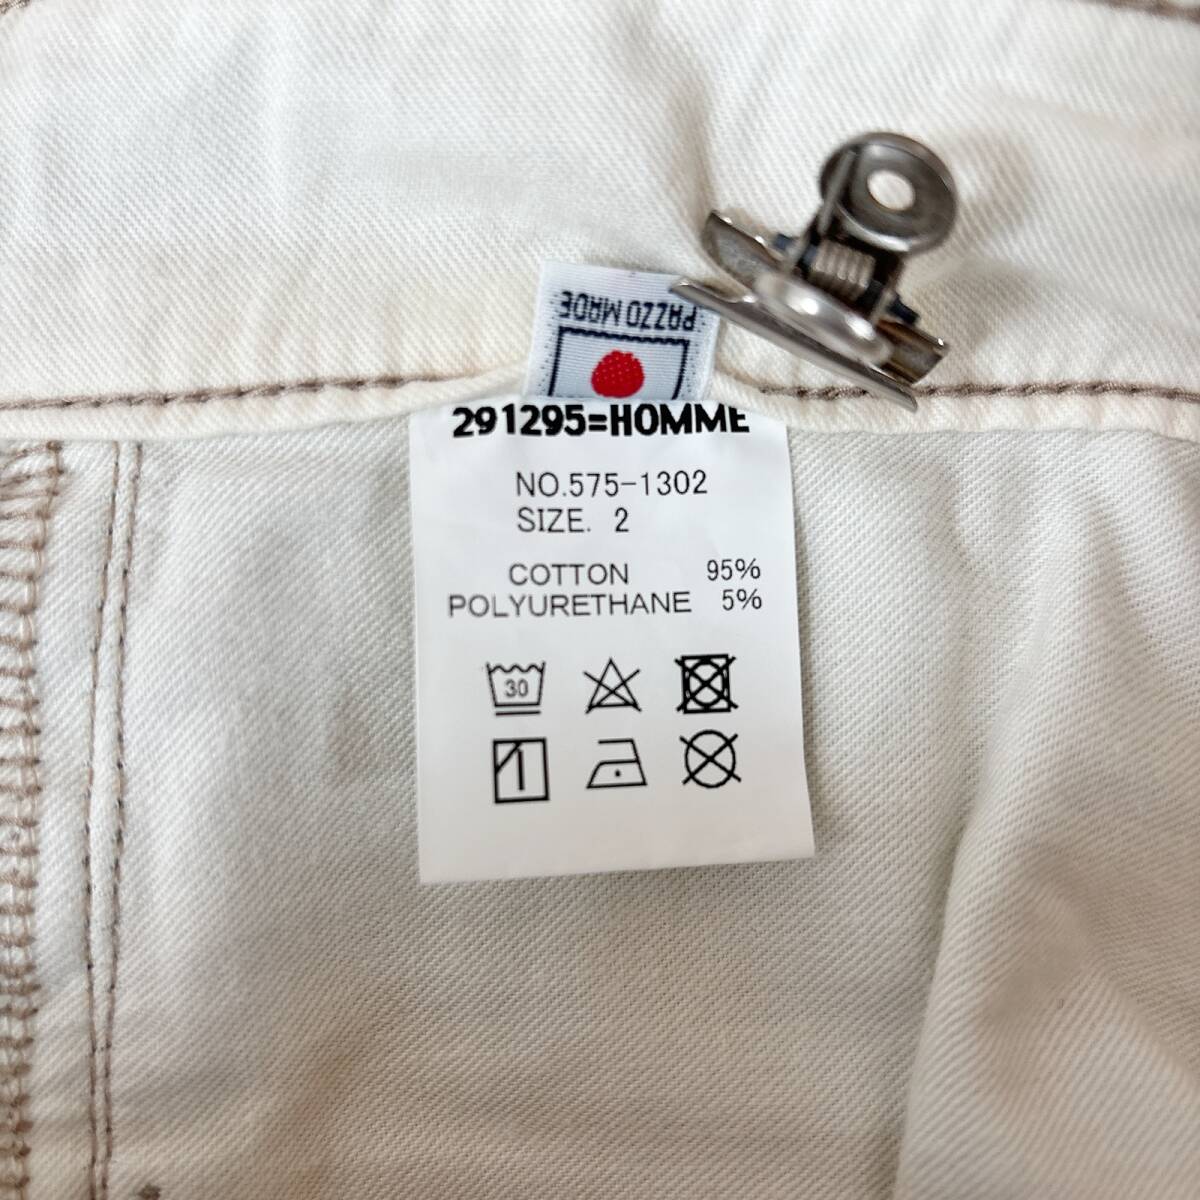 PAZZO MADE
291295=HOMME
NO.575-1302
SIZE. 2
COTTON 95%
POLYURETHANE 5%
30